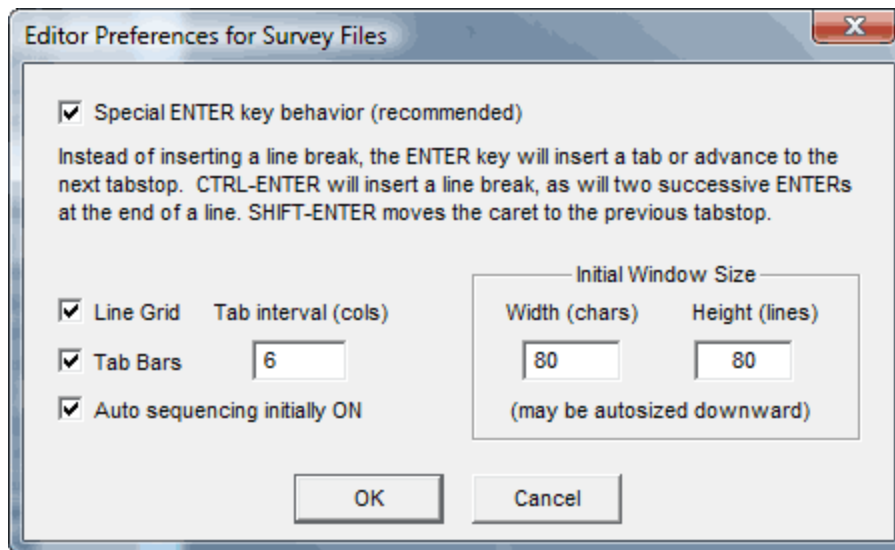 Editor Preferences for Survey Files
X
Special ENTER key behavior (recommended)
Instead of inserting a line break, the ENTER key will insert a tab or advance to the
next tabstop.  CTRL-ENTER will insert a line break, as will two successive ENTERs
at the end of a line. SHIFT-ENTER moves the caret to the previous tabstop.
Initial Window Size
Line Grid Tab interval (cols) Width (chars) Height (lines)
Tab Bars 6 80 80
Auto sequencing initially ON (may be autosized downward)
OK Cancel